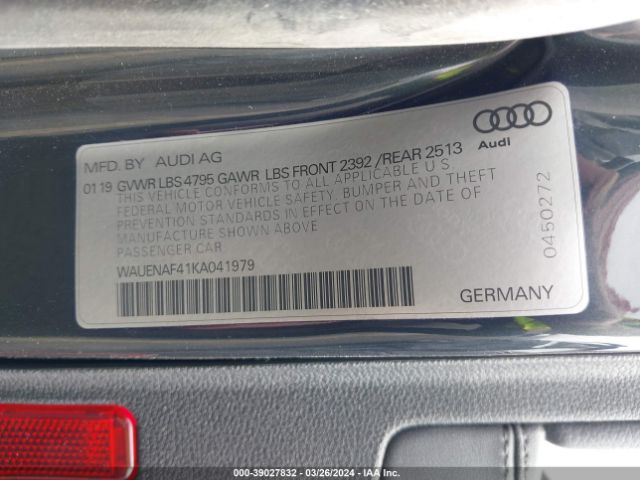 MFD. BY AUDI AG
Audi
01 19 GVWR LBS 4795 GAWR LBS FRONT 2392 /REAR 2513
THIS VEHICLE CONFORMS TO ALL APPLICABLE U.S.
FEDERAL MOTOR VEHICLE SAFETY, BUMPER AND THEFT
PREVENTION STANDARDS IN EFFECT ON THE DATE OF
MANUFACTURE SHOWN ABOVE
PASSENGER CAR
WAUENAF41KA041979
GERMANY
0450272
000-39027832 / 03/26/2024 - IAA Inc.